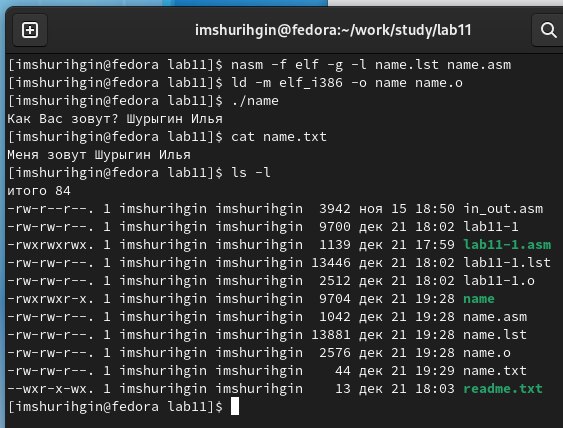 imshurihgin@fedora:~/work/study/lab11
[imshurihgin@fedora lab11]$ nasm -f elf -g -l name.lst name.asm
[imshurihgin@fedora lab11]$ ld -m elf_i386 -o name name.o
[imshurihgin@fedora lab11]$ ./name
Как Вас зовут? Шурыгин Илья
[imshurihgin@fedora lab11]$ cat name.txt
Меня зовут Шурыгин Илья
[imshurihgin@fedora lab11]$ ls -l
итого 84
-rw-r--r--. 1 imshurihgin imshurihgin  3942 ноя 15 18:50 in_out.asm
-rw-rw-r--. 1 imshurihgin imshurihgin  9700 дек 21 18:02 lab11-1
-rwxrwxrwx. 1 imshurihgin imshurihgin  1139 дек 21 17:59 lab11-1.asm
-rw-rw-r--. 1 imshurihgin imshurihgin 13446 дек 21 18:02 lab11-1.lst
-rw-rw-r--. 1 imshurihgin imshurihgin  2512 дек 21 18:02 lab11-1.o
-rwxrwxr-x. 1 imshurihgin imshurihgin  9704 дек 21 19:28 name
-rw-rw-r--. 1 imshurihgin imshurihgin  1042 дек 21 19:28 name.asm
-rw-rw-r--. 1 imshurihgin imshurihgin 13881 дек 21 19:28 name.lst
-rw-rw-r--. 1 imshurihgin imshurihgin  2576 дек 21 19:28 name.o
-rw-rw-r--. 1 imshurihgin imshurihgin    44 дек 21 19:29 name.txt
--wxr-x-wx. 1 imshurihgin imshurihgin    13 дек 21 18:03 readme.txt
[imshurihgin@fedora lab11]$